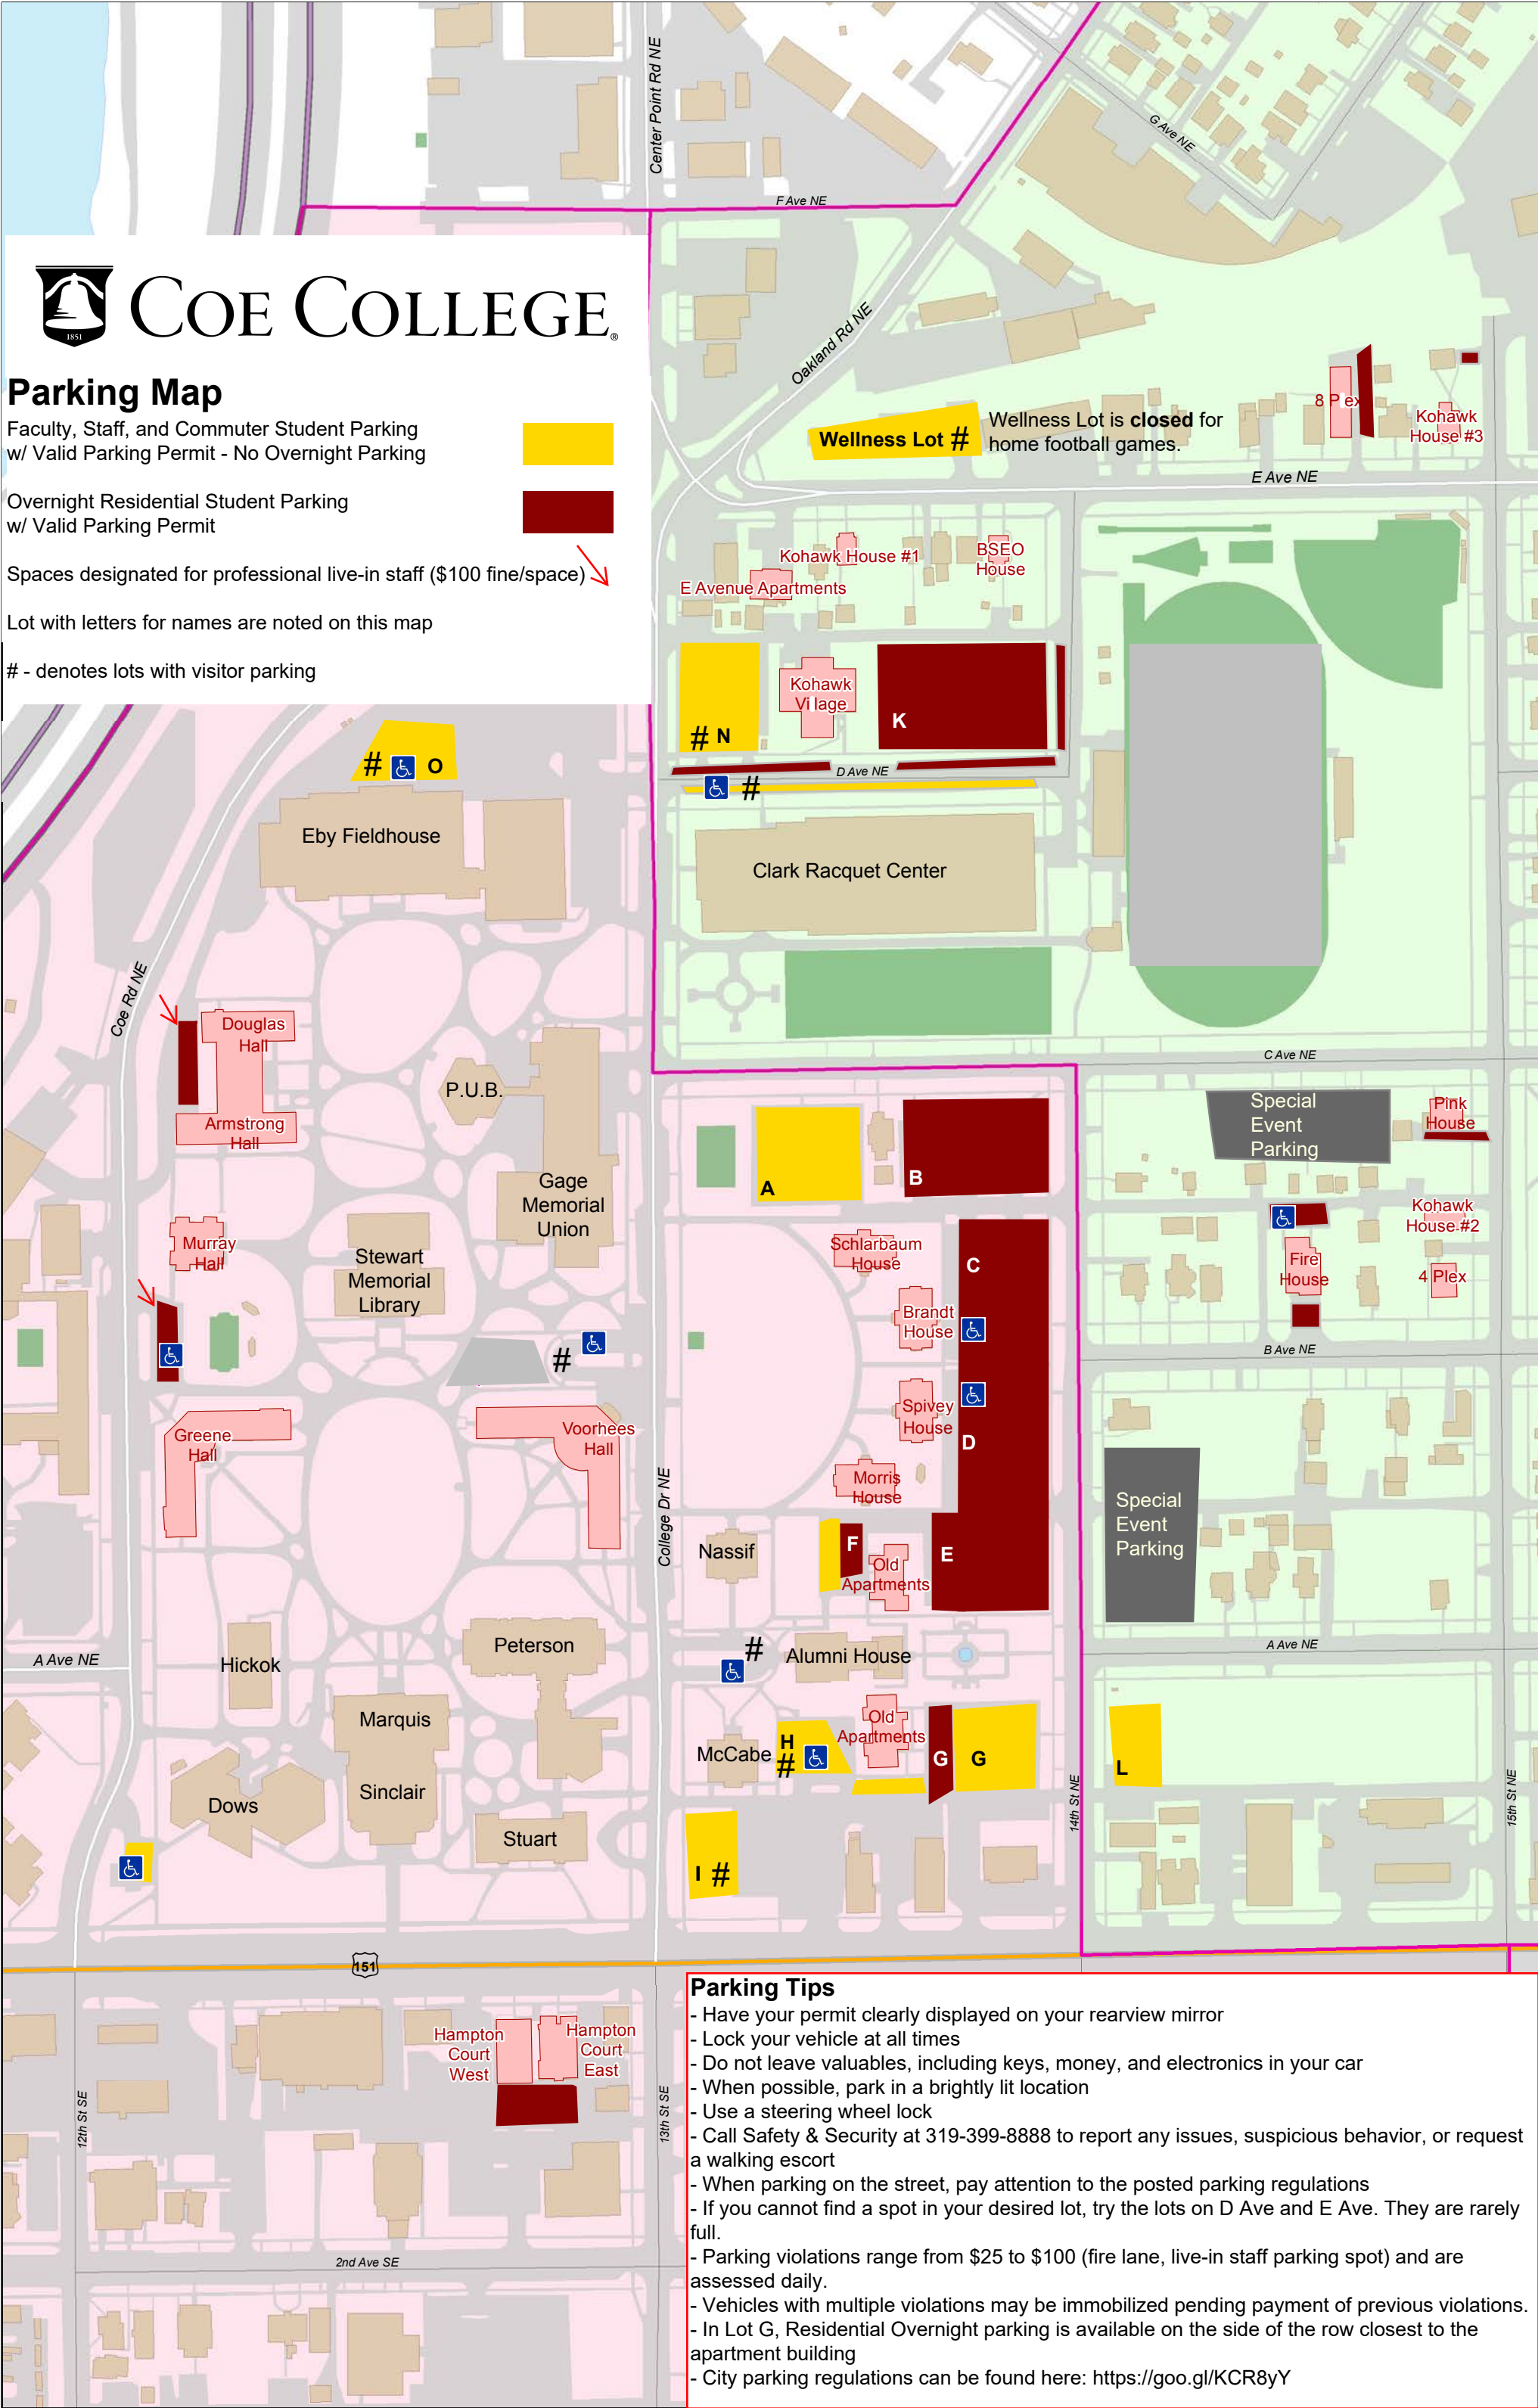 Center Point Rd NE
G Ave NE
F Ave NE
1851
COE COLLEGE®
Parking Map
Faculty, Staff, and Commuter Student Parking
w/ Valid Parking Permit - No Overnight Parking
Overnight Residential Student Parking
w/ Valid Parking Permit
Spaces designated for professional live-in staff ($100 fine/space)
Lot with letters for names are noted on this map
# - denotes lots with visitor parking
Oakland Rd NE
Wellness Lot #
Wellness Lot is closed for
home football games.
8 P ex
Kohawk
House #3
E Ave NE
Kohawk House #1
BSEO
House
E Avenue Apartments
Kohawk
Vi lage
# N
K
D Ave NE
#
# O
Eby Fieldhouse
Clark Racquet Center
Coe Rd NE
Douglas
Hall
Armstrong
Hall
P.U.B.
Gage
Memorial
Union
C Ave NE
Special
Event
Parking
Pink
House
A
B
Murray
Hall
Stewart
Memorial
Library
Schlarbaum
House
C
Kohawk
House #2
Fire
House
4 Plex
Brandt
House
#
B Ave NE
Greene
Hall
Voorhees
Hall
Spivey
House
D
Morris
House
College Dr NE
Special
Event
Parking
Nassif
F
Old
Apartments
E
A Ave NE
Hickok
Peterson
#
Alumni House
A Ave NE
Marquis
Sinclair
McCabe
H
#
Old
Apartments
G
G
L
Dows
Stuart
I #
14th St NE
15th St NE
151
Hampton
Court
West
Hampton
Court
East
12th St SE
13th St SE
2nd Ave SE
Parking Tips
- Have your permit clearly displayed on your rearview mirror
- Lock your vehicle at all times
- Do not leave valuables, including keys, money, and electronics in your car
- When possible, park in a brightly lit location
- Use a steering wheel lock
- Call Safety & Security at 319-399-8888 to report any issues, suspicious behavior, or request
a walking escort
- When parking on the street, pay attention to the posted parking regulations
- If you cannot find a spot in your desired lot, try the lots on D Ave and E Ave. They are rarely
full.
- Parking violations range from $25 to $100 (fire lane, live-in staff parking spot) and are
assessed daily.
- Vehicles with multiple violations may be immobilized pending payment of previous violations.
- In Lot G, Residential Overnight parking is available on the side of the row closest to the
apartment building
- City parking regulations can be found here: https://goo.gl/KCR8yY